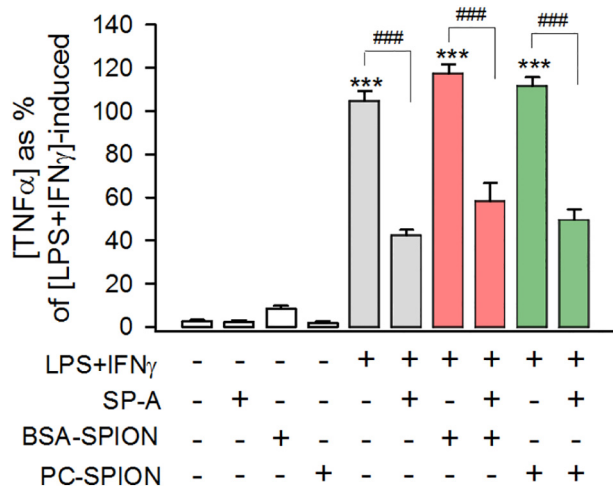 [TNFα] as %
of [LPS+IFNγ]-induced
140
120
100
80
60
40
20
0
### ### ###
*** *** ***
LPS+IFNγ - - - - + + + + + +
SP-A - + - - - + - + - +
BSA-SPION - - + - - - + + - -
PC-SPION - - - + - - - - + +